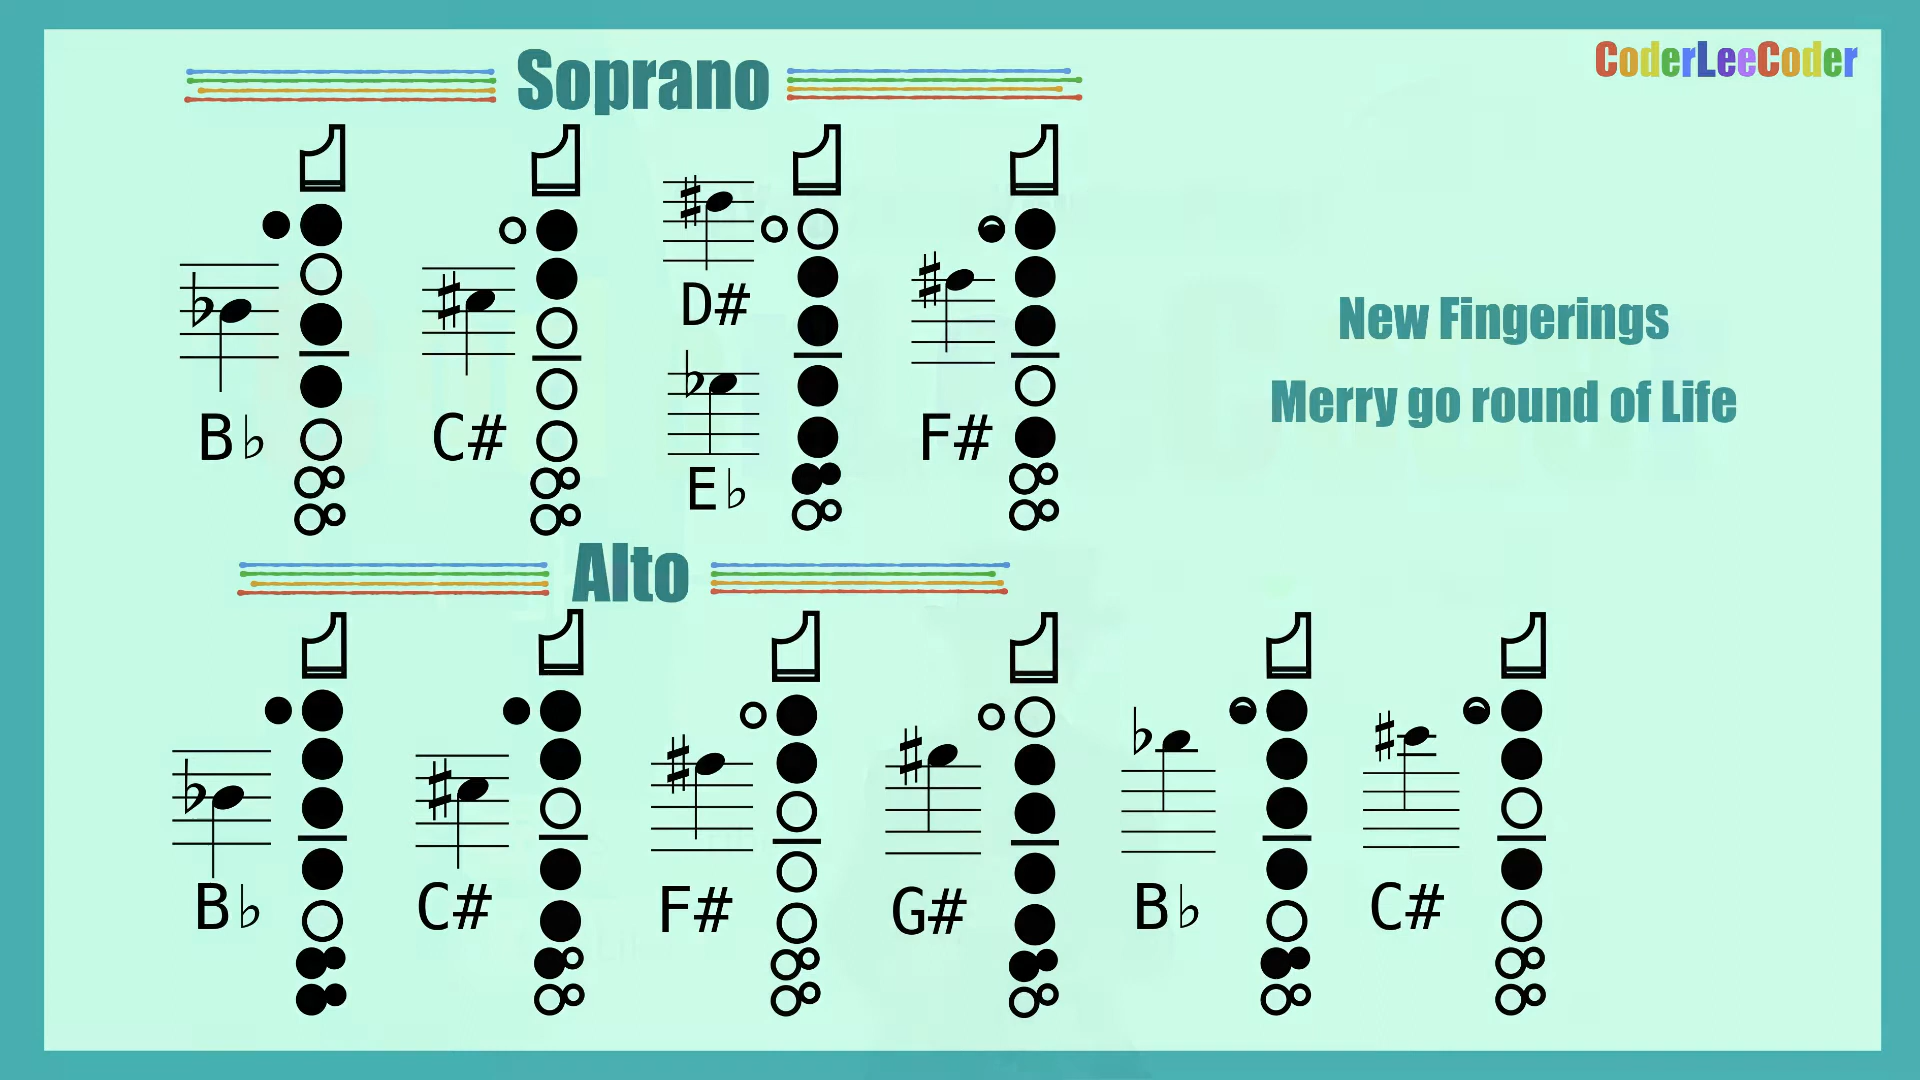 CoderLeeCoder
Soprano
B♭
C#
D#
E♭
F#
New Fingerings
Merry go round of Life
Alto
B♭
C#
F#
G#
B♭
C#